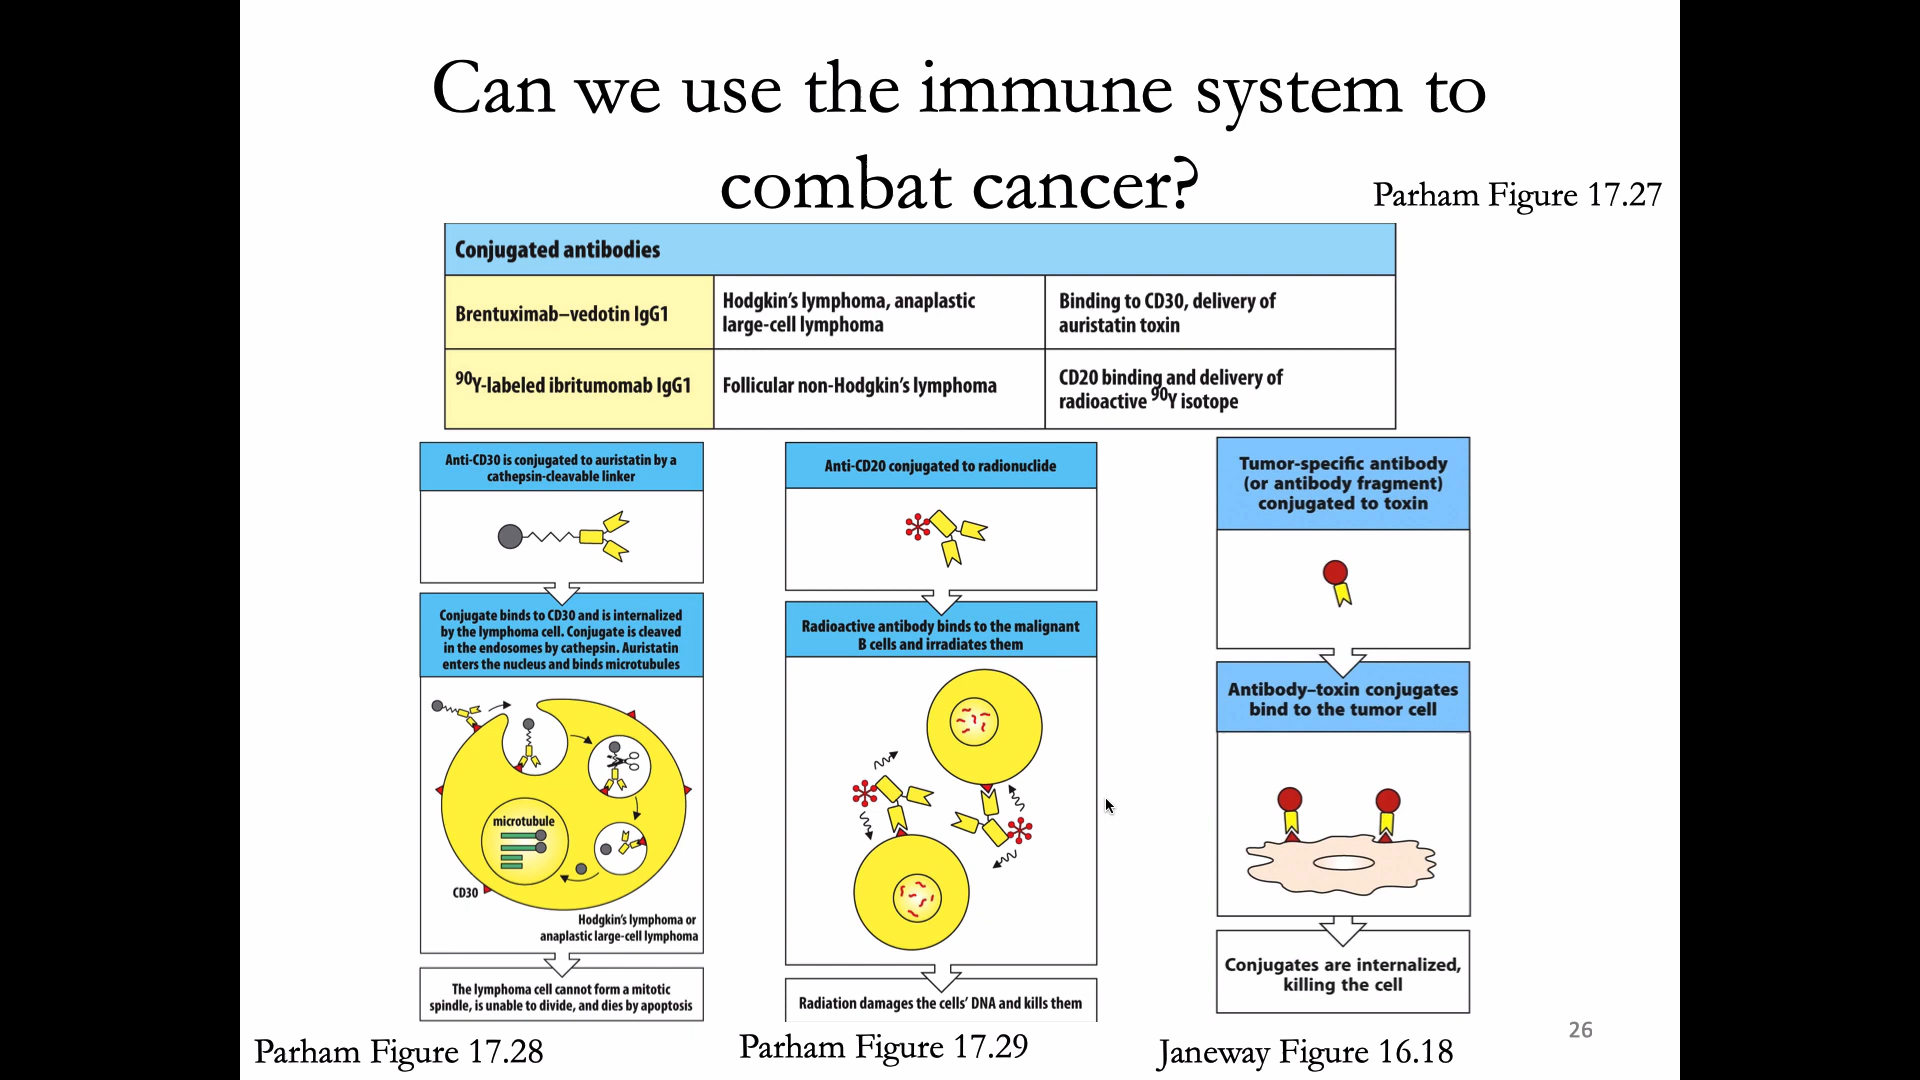 Can we use the immune system to
combat cancer?
Parham Figure 17.27
Conjugated antibodies
Brentuximab–vedotin IgG1
Hodgkin's lymphoma, anaplastic
large-cell lymphoma
Binding to CD30, delivery of
auristatin toxin
90Y-labeled ibritumomab IgG1
Follicular non-Hodgkin's lymphoma
CD20 binding and delivery of
radioactive 90Y isotope
Anti-CD30 is conjugated to auristatin by a
cathepsin-cleavable linker
Conjugate binds to CD30 and is internalized
by the lymphoma cell. Conjugate is cleaved
in the endosomes by cathepsin. Auristatin
enters the nucleus and binds microtubules
microtubule
CD30
Hodgkin's lymphoma or
anaplastic large-cell lymphoma
The lymphoma cell cannot form a mitotic
spindle, is unable to divide, and dies by apoptosis
Parham Figure 17.28
Anti-CD20 conjugated to radionuclide
Radioactive antibody binds to the malignant
B cells and irradiates them
Radiation damages the cells' DNA and kills them
Parham Figure 17.29
Tumor-specific antibody
(or antibody fragment)
conjugated to toxin
Antibody–toxin conjugates
bind to the tumor cell
Conjugates are internalized,
killing the cell
Janeway Figure 16.18
26